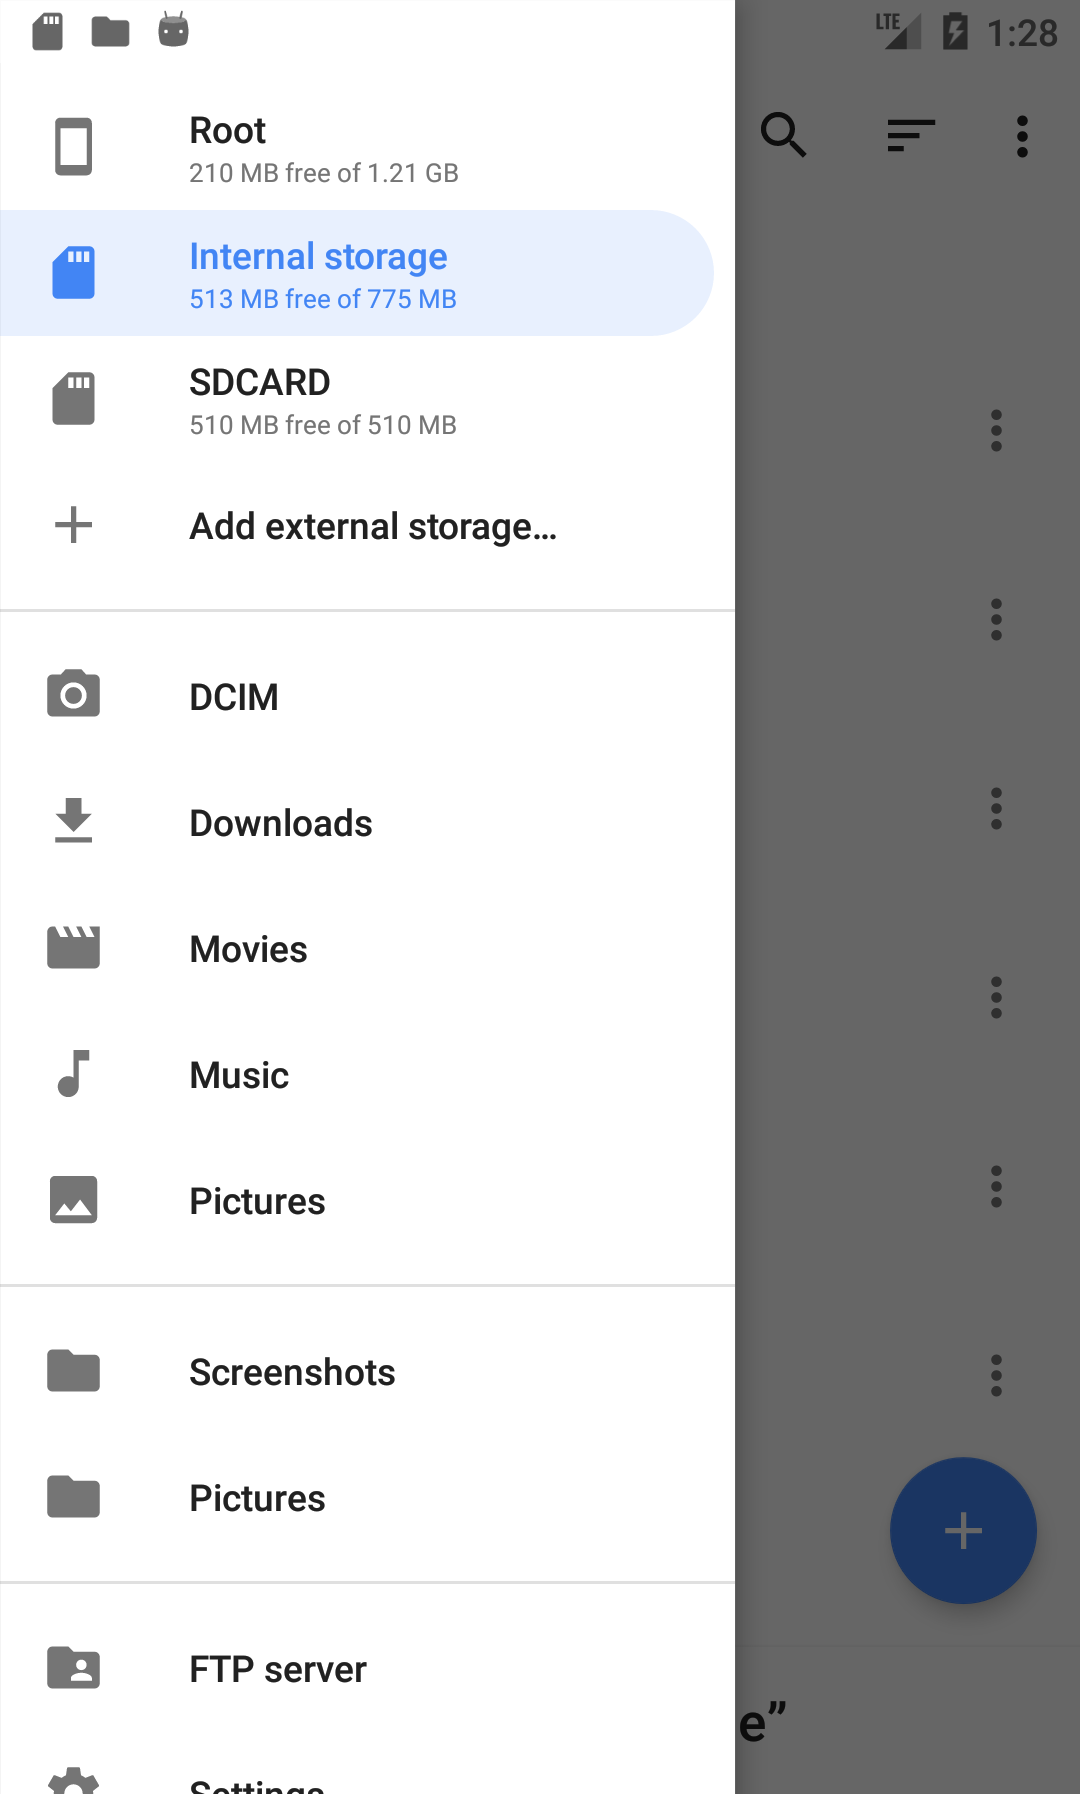 LTE 1:28
Root
210 MB free of 1.21 GB
Internal storage
513 MB free of 775 MB
SDCARD
510 MB free of 510 MB
Add external storage…
DCIM
Downloads
Movies
Music
Pictures
Screenshots
Pictures
FTP server
e”
Settings